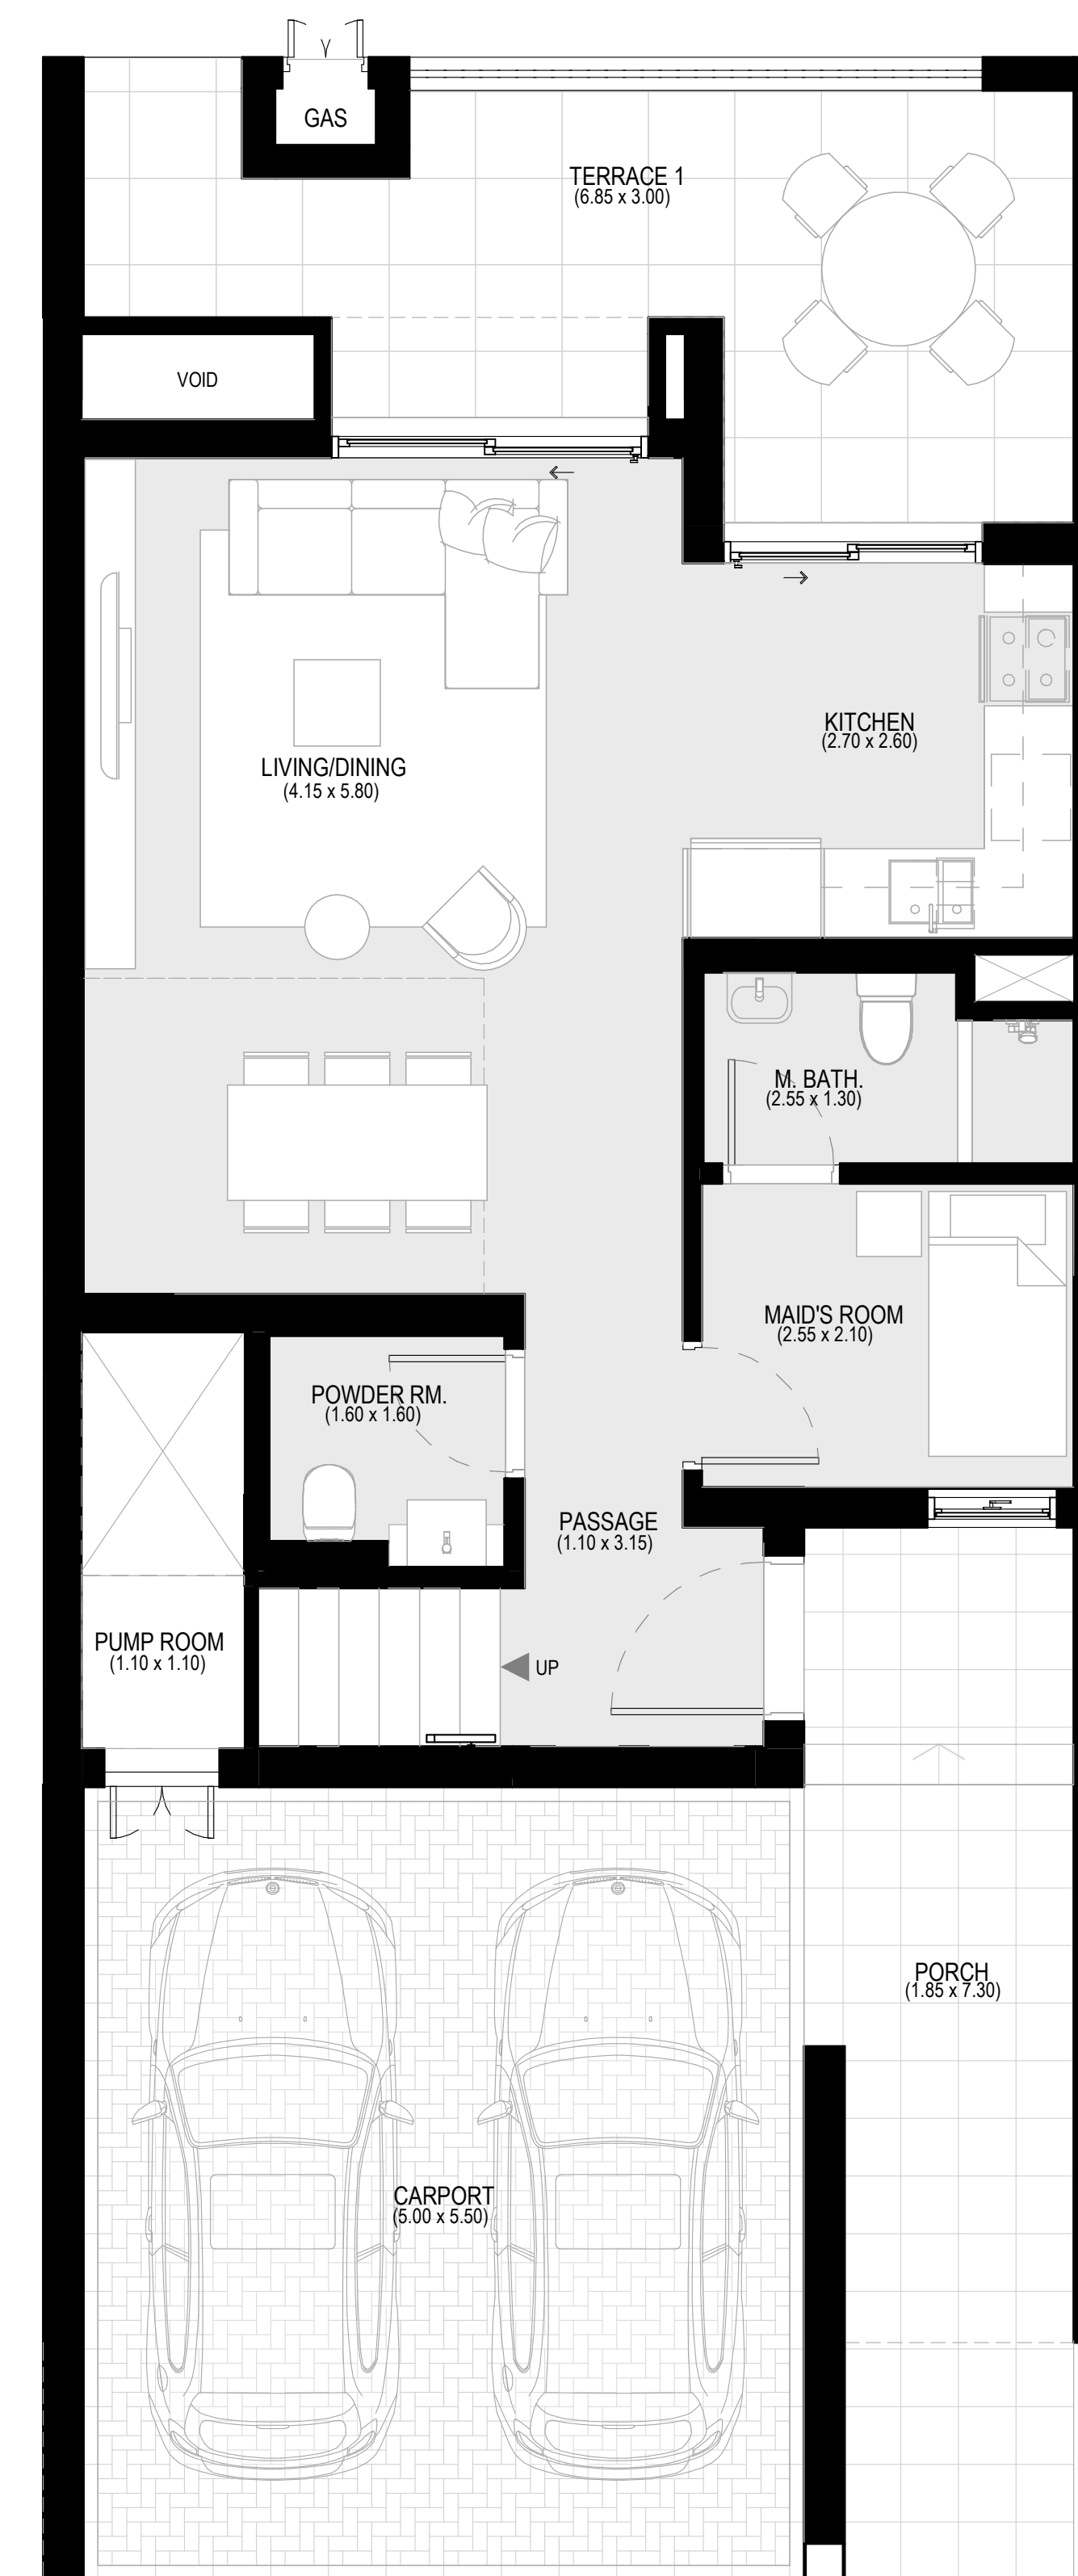 GAS
TERRACE 1
(6.85 x 3.00)
VOID
KITCHEN
(2.70 x 2.60)
LIVING/DINING
(4.15 x 5.80)
M. BATH.
(2.55 x 1.30)
MAID'S ROOM
(2.55 x 2.10)
POWDER RM.
(1.60 x 1.60)
PASSAGE
(1.10 x 3.15)
PUMP ROOM
(1.10 x 1.10)
UP
PORCH
(1.85 x 7.30)
CARPORT
(5.00 x 5.50)